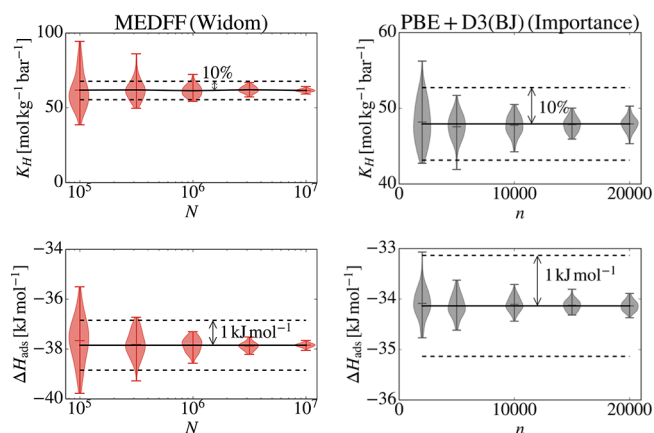 MEDFF (Widom)
100
50
0
K_H [mol kg⁻¹ bar⁻¹]
10%
10⁵
10⁶
10⁷
N
PBE + D3(BJ) (Importance)
60
50
40
K_H [mol kg⁻¹ bar⁻¹]
10%
0
10000
20000
n
−34
−36
−38
−40
ΔH_ads [kJ mol⁻¹]
1 kJ mol⁻¹
10⁵
10⁶
10⁷
N
−33
−34
−35
−36
ΔH_ads [kJ mol⁻¹]
1 kJ mol⁻¹
0
10000
20000
n